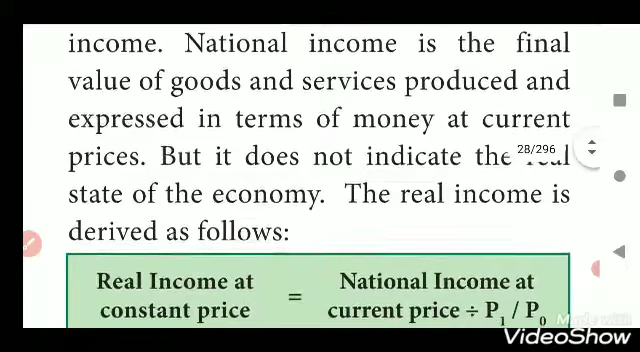 income. National income is the final
value of goods and services produced and
expressed in terms of money at current
prices. But it does not indicate the
28/296
state of the economy. The real income is
derived as follows:
Real Income at
constant price
=
National Income at
current price ÷ P₁ / P₀
Made with
VideoShow